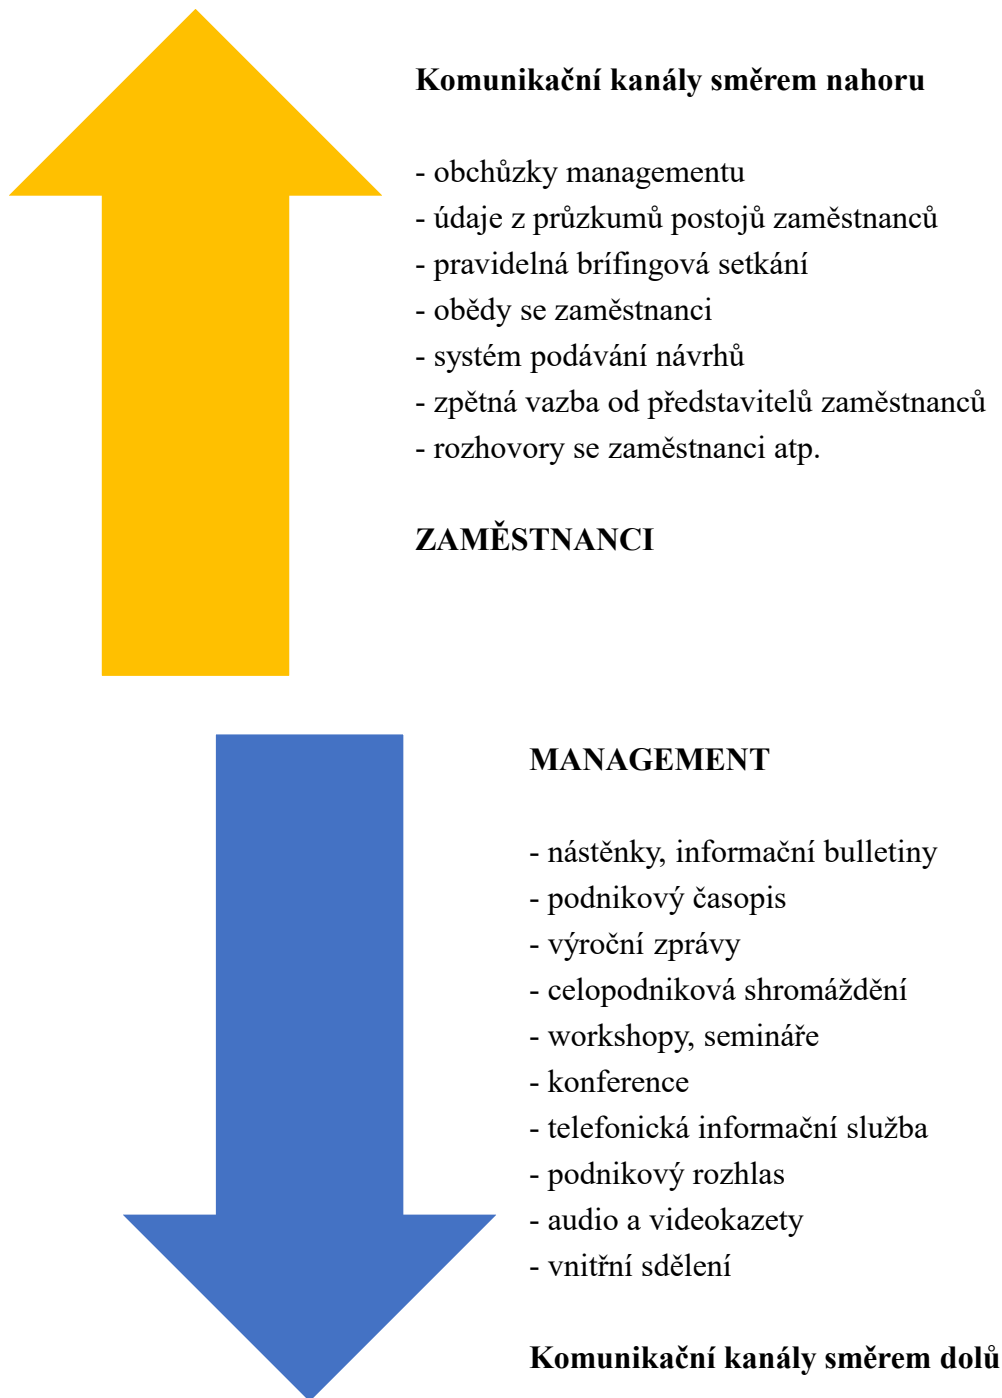 Komunikační kanály směrem nahoru
- obchůzky managementu
- údaje z průzkumů postojů zaměstnanců
- pravidelná brífingová setkání
- obědy se zaměstnanci
- systém podávání návrhů
- zpětná vazba od představitelů zaměstnanců
- rozhovory se zaměstnanci atp.
ZAMĚSTNANCI
MANAGEMENT
- nástěnky, informační bulletiny
- podnikový časopis
- výroční zprávy
- celopodniková shromáždění
- workshopy, semináře
- konference
- telefonická informační služba
- podnikový rozhlas
- audio a videokazety
- vnitřní sdělení
Komunikační kanály směrem dolů